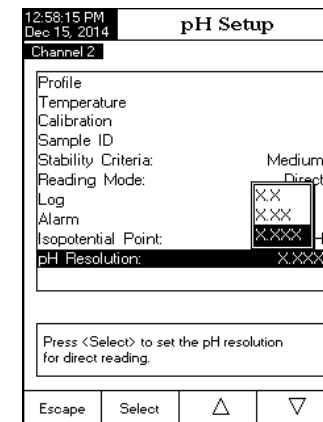 12:58:15 PM
Dec 15, 2014
pH Setup
Channel 2
Profile
Temperature
Calibration
Sample ID
Stability Criteria: Medium
Reading Mode: Direct
Log
X.X
Alarm
X.XX
Isopotential Point:
X.XXX
pH Resolution: X.XXX
Press <Select> to set the pH resolution
for direct reading.
Escape Select △ ▽